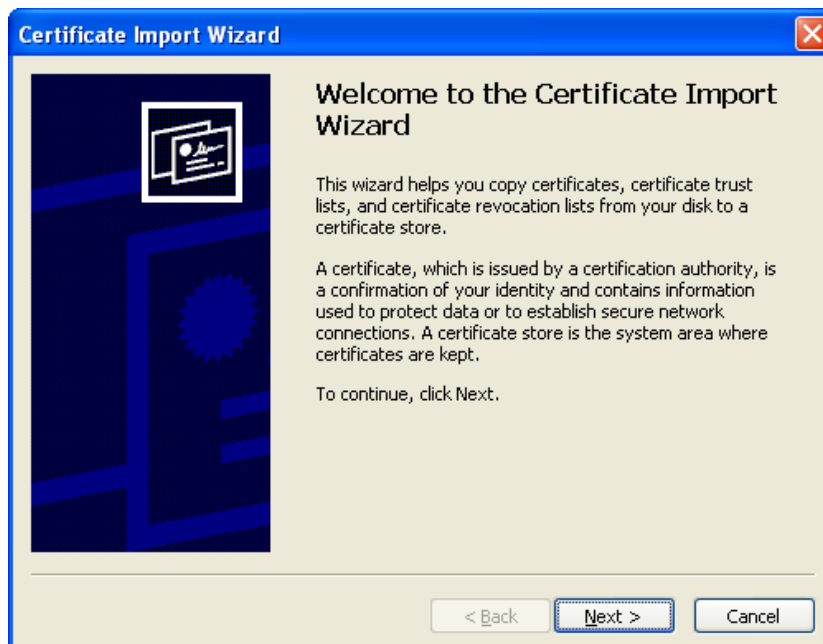 Certificate Import Wizard
Welcome to the Certificate Import
Wizard
This wizard helps you copy certificates, certificate trust
lists, and certificate revocation lists from your disk to a
certificate store.
A certificate, which is issued by a certification authority, is
a confirmation of your identity and contains information
used to protect data or to establish secure network
connections. A certificate store is the system area where
certificates are kept.
To continue, click Next.
< Back
Next >
Cancel